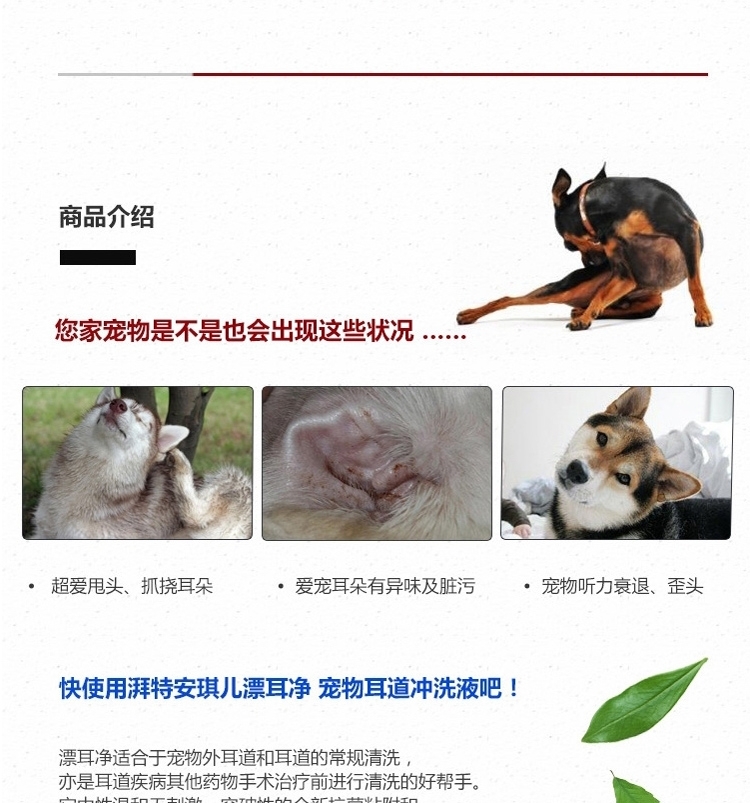 商品介绍
您家宠物是不是也会出现这些状况 ......
• 超爱甩头、抓挠耳朵
• 爱宠耳朵有异味及脏污
• 宠物听力衰退、歪头
快使用湃特安琪儿漂耳净 宠物耳道冲洗液吧！
漂耳净适合于宠物外耳道和耳道的常规清洗，
亦是耳道疾病其他药物手术治疗前进行清洗的好帮手。